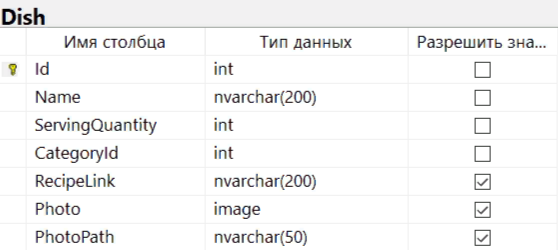 Dish
Имя столбца Тип данных Разрешить зна...
Id int
Name nvarchar(200)
ServingQuantity int
CategoryId int
RecipeLink nvarchar(200)
Photo image
PhotoPath nvarchar(50)